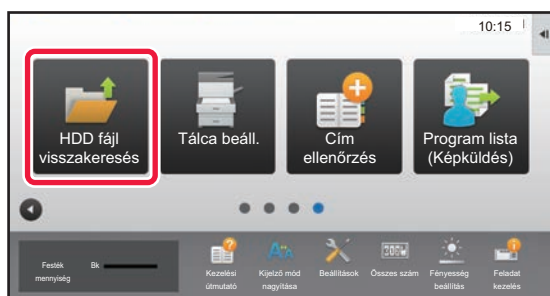 10:15
HDD fájl
visszakeresés
Tálca beáll.
Cím
ellenőrzés
Program lista
(Képküldés)
Festék
mennyiség
Bk
Kezelési
útmutató
Kijelző mód
nagyítása
Beállítások
Összes szám
Fényesség
beállítás
Feladat
kezelés